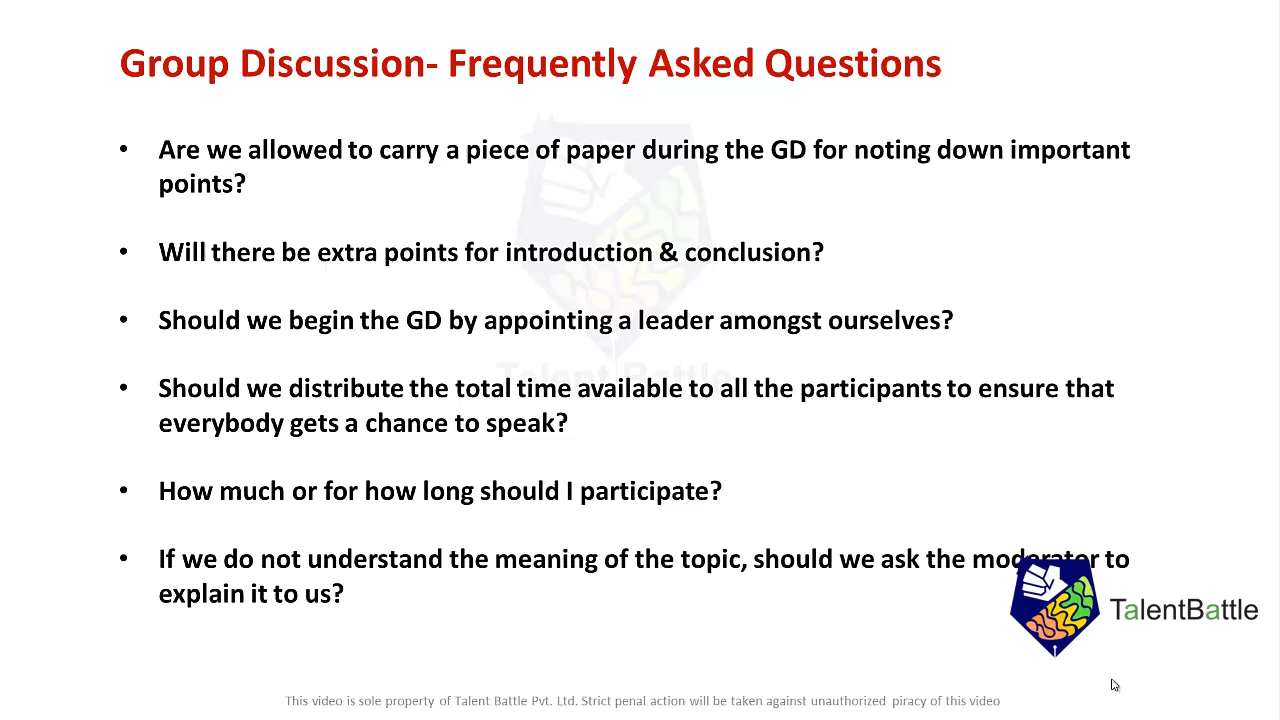 Group Discussion- Frequently Asked Questions
• Are we allowed to carry a piece of paper during the GD for noting down important
points?
• Will there be extra points for introduction & conclusion?
• Should we begin the GD by appointing a leader amongst ourselves?
Talent Battle
• Should we distribute the total time available to all the participants to ensure that
everybody gets a chance to speak?
• How much or for how long should I participate?
• If we do not understand the meaning of the topic, should we ask the moderator to
explain it to us?
TalentBattle
This video is sole property of Talent Battle Pvt. Ltd. Strict penal action will be taken against unauthorized piracy of this video